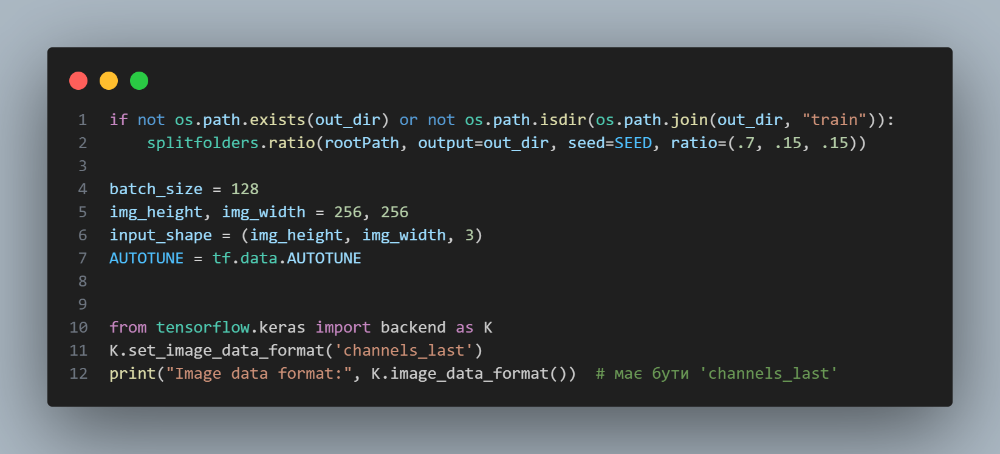 1 if not os.path.exists(out_dir) or not os.path.isdir(os.path.join(out_dir, "train")):
2     splitfolders.ratio(rootPath, output=out_dir, seed=SEED, ratio=(.7, .15, .15))
3
4 batch_size = 128
5 img_height, img_width = 256, 256
6 input_shape = (img_height, img_width, 3)
7 AUTOTUNE = tf.data.AUTOTUNE
8
9
10 from tensorflow.keras import backend as K
11 K.set_image_data_format('channels_last')
12 print("Image data format:", K.image_data_format())  # має бути 'channels_last'